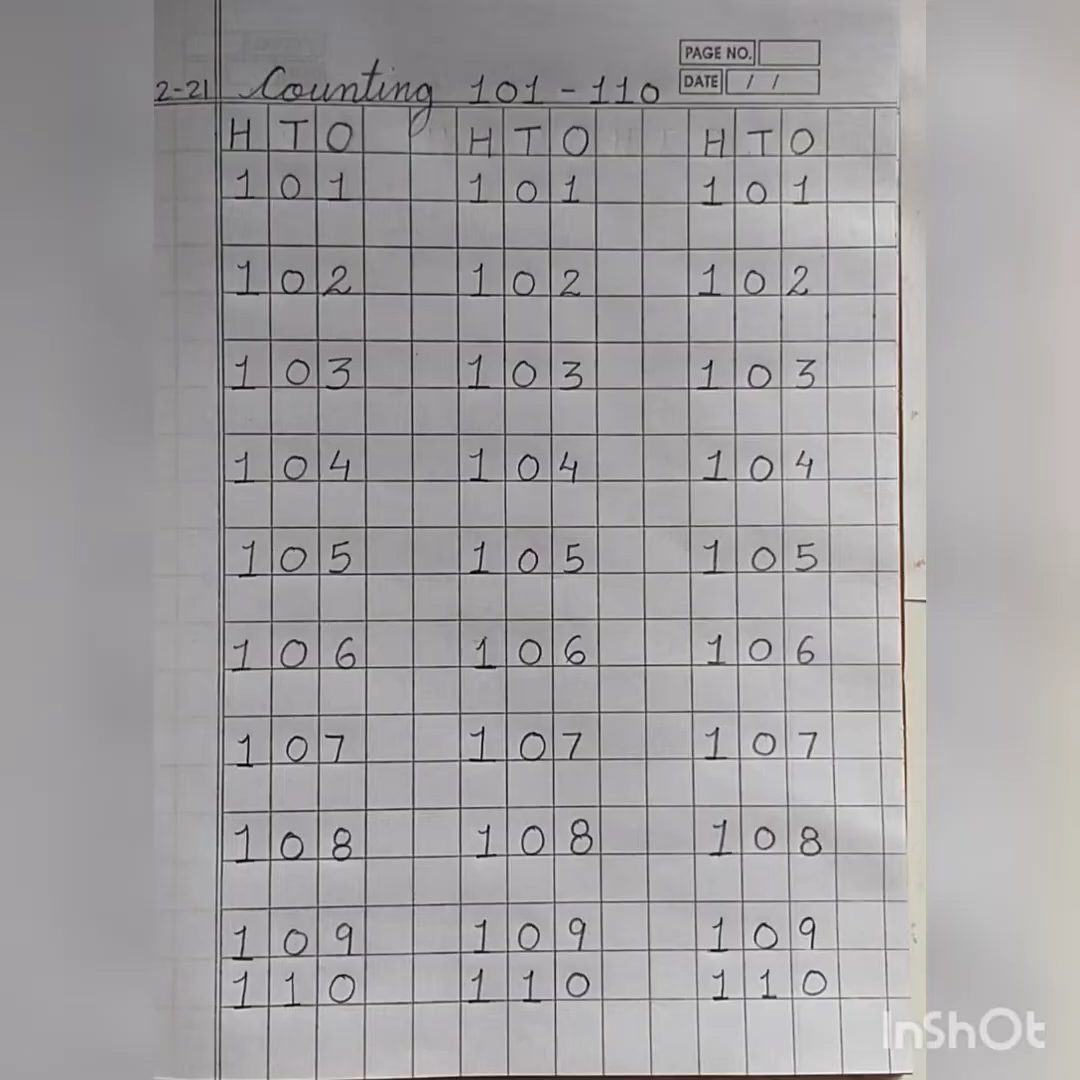 PAGE NO.
DATE / /
2-21 Counting 101 - 110
H T O H T O H T O
1 0 1 1 0 1 1 0 1
1 0 2 1 0 2 1 0 2
1 0 3 1 0 3 1 0 3
1 0 4 1 0 4 1 0 4
1 0 5 1 0 5 1 0 5
1 0 6 1 0 6 1 0 6
1 0 7 1 0 7 1 0 7
1 0 8 1 0 8 1 0 8
1 0 9 1 0 9 1 0 9
1 1 0 1 1 0 1 1 0
InShOt